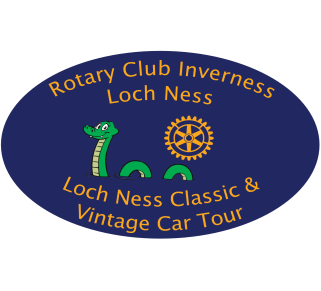 Rotary Club Inverness
Loch Ness
Loch Ness Classic &
Vintage Car Tour